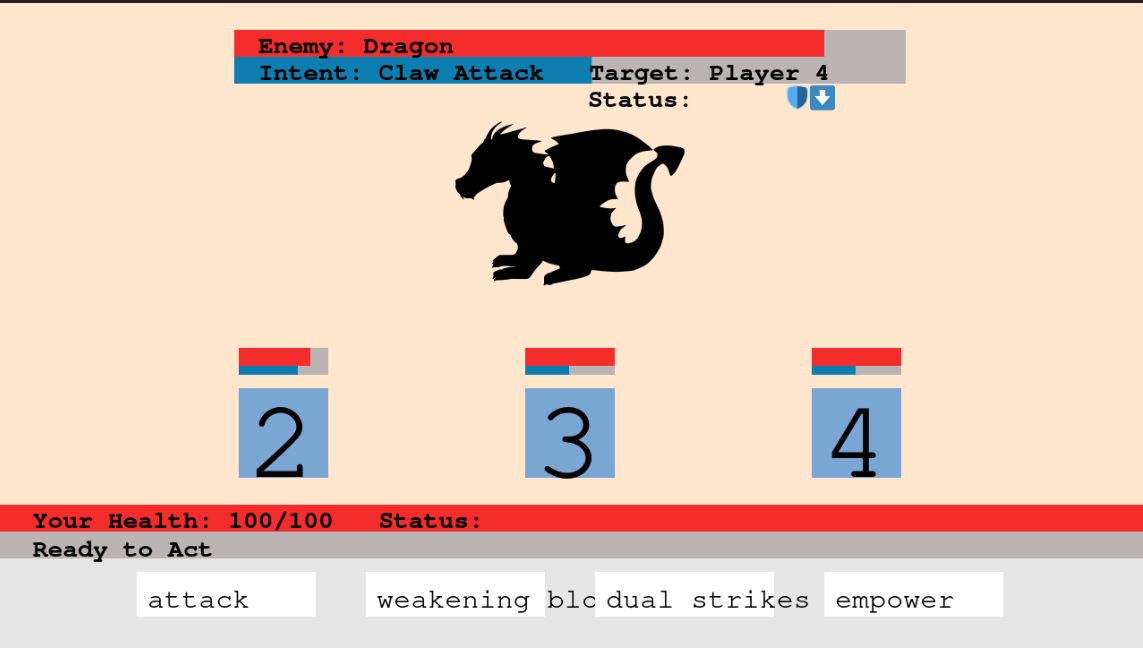 Enemy: Dragon
Intent: Claw Attack Target: Player 4
Status:
2 3 4
Your Health: 100/100 Status:
Ready to Act
attack weakening blo dual strikes empower